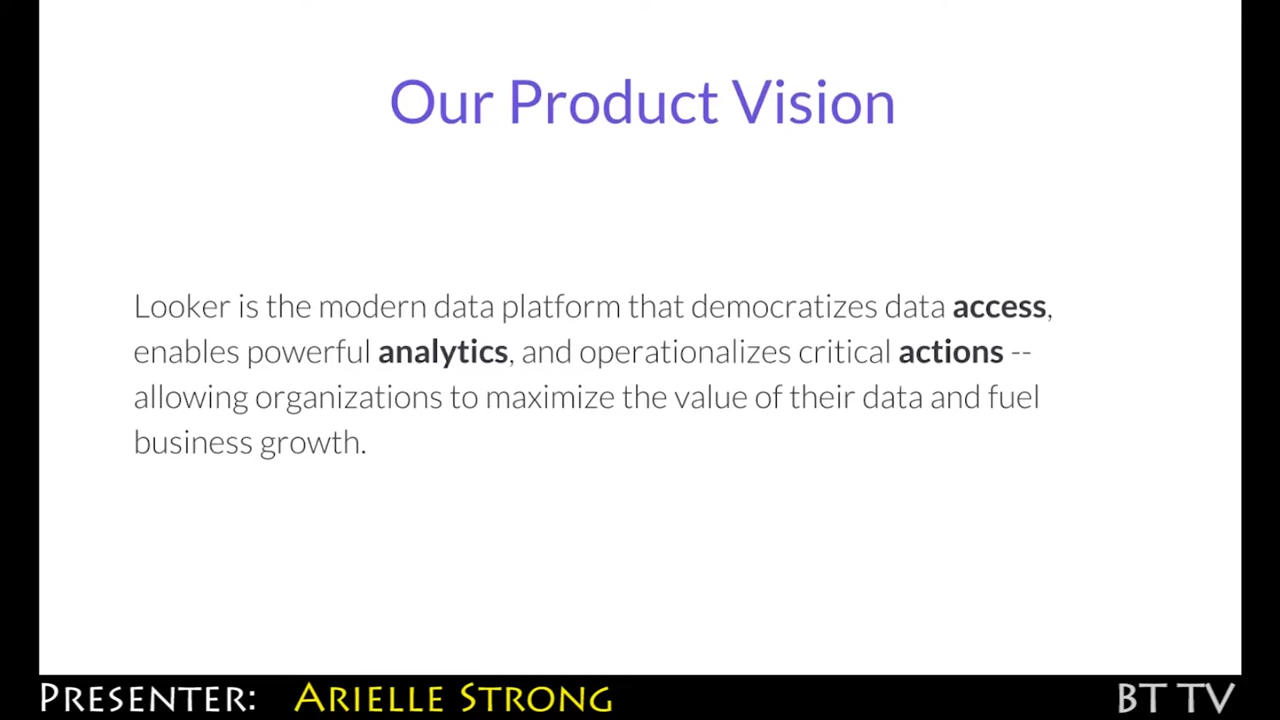 Our Product Vision
Looker is the modern data platform that democratizes data access,
enables powerful analytics, and operationalizes critical actions --
allowing organizations to maximize the value of their data and fuel
business growth.
PRESENTER: ARIELLE STRONG
BT TV